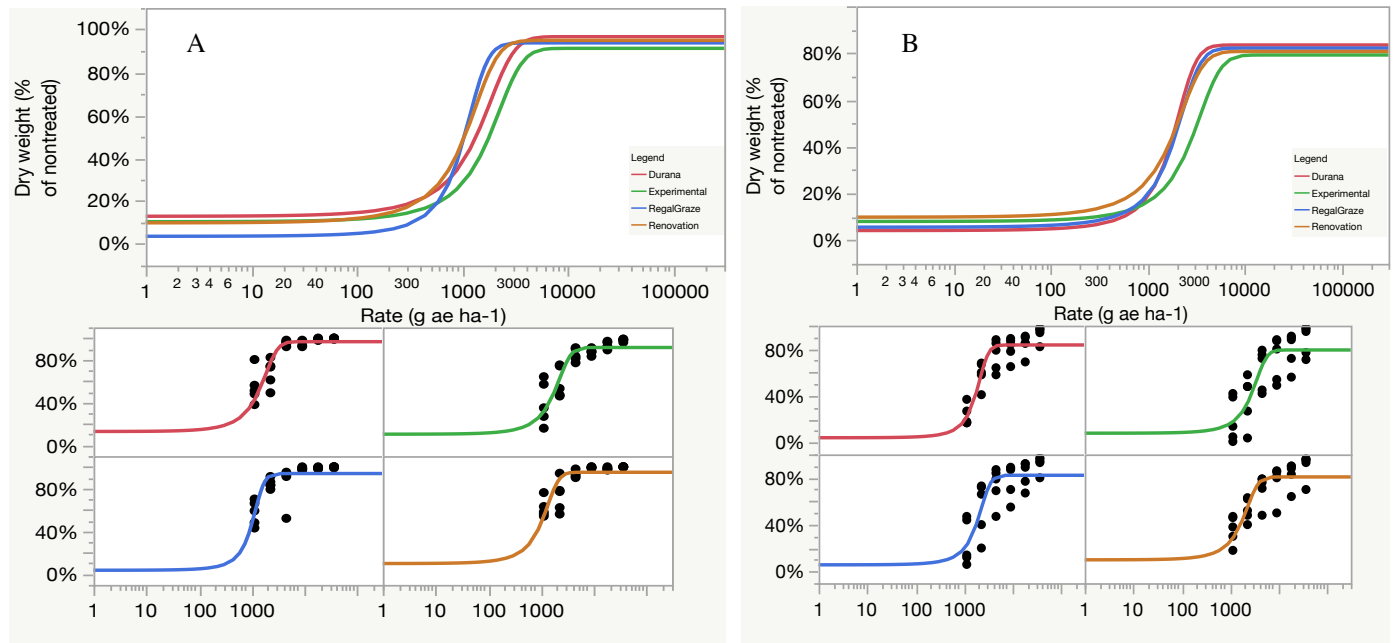 A
100%
80%
60%
40%
20%
0%
Dry weight (%
of nontreated)
Legend
Durana
Experimental
RegalGraze
Renovation
1 2 3 4 6 10 20 40 100 300 1000 3000 10000 100000
B
80%
60%
40%
20%
0%
Dry weight (%
of nontreated)
Legend
Durana
Experimental
RegalGraze
Renovation
1 2 3 4 6 10 20 40 100 300 1000 3000 10000 100000
Rate (g ae ha-1)
80%
40%
0%
80%
40%
0%
1 10 100 1000 1 10 100 1000
Rate (g ae ha-1)
80%
40%
0%
80%
40%
0%
1 10 100 1000 1 10 100 1000